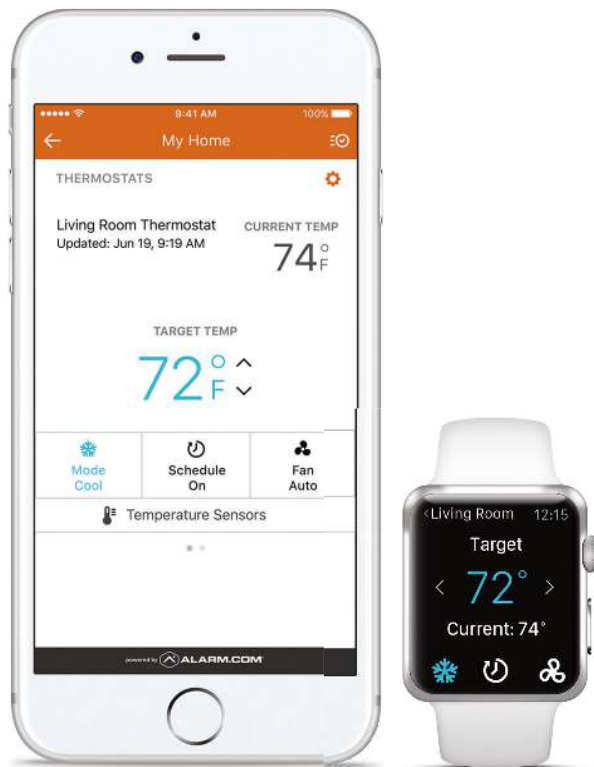 9:41 AM 100%
My Home
THERMOSTATS
Living Room Thermostat
Updated: Jun 19, 9:19 AM
CURRENT TEMP
74°F
TARGET TEMP
72°F
Mode Cool
Schedule On
Fan Auto
Temperature Sensors
powered by ALARM.COM
<Living Room 12:15
Target
< 72° >
Current: 74°